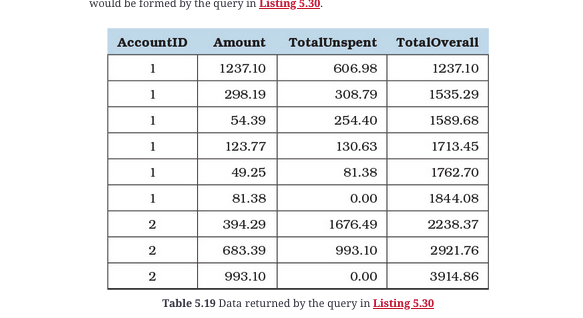 would be formed by the query in Listing 5.30.
AccountID Amount TotalUnspent TotalOverall
1 1237.10 606.98 1237.10
1 298.19 308.79 1535.29
1 54.39 254.40 1589.68
1 123.77 130.63 1713.45
1 49.25 81.38 1762.70
1 81.38 0.00 1844.08
2 394.29 1676.49 2238.37
2 683.39 993.10 2921.76
2 993.10 0.00 3914.86
Table 5.19 Data returned by the query in Listing 5.30